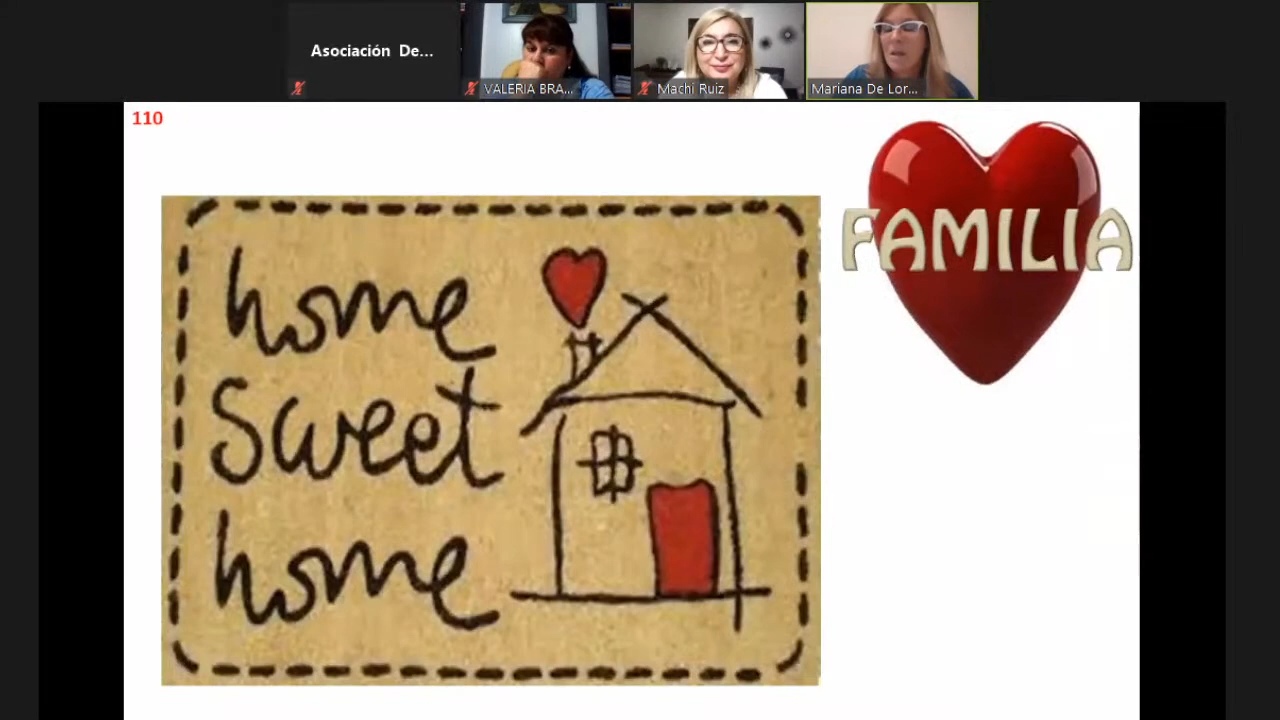 Asociación De...
VALERIA BRA...
Machi Ruiz
Mariana De Lor...
110
FAMILIA
home
sweet
home